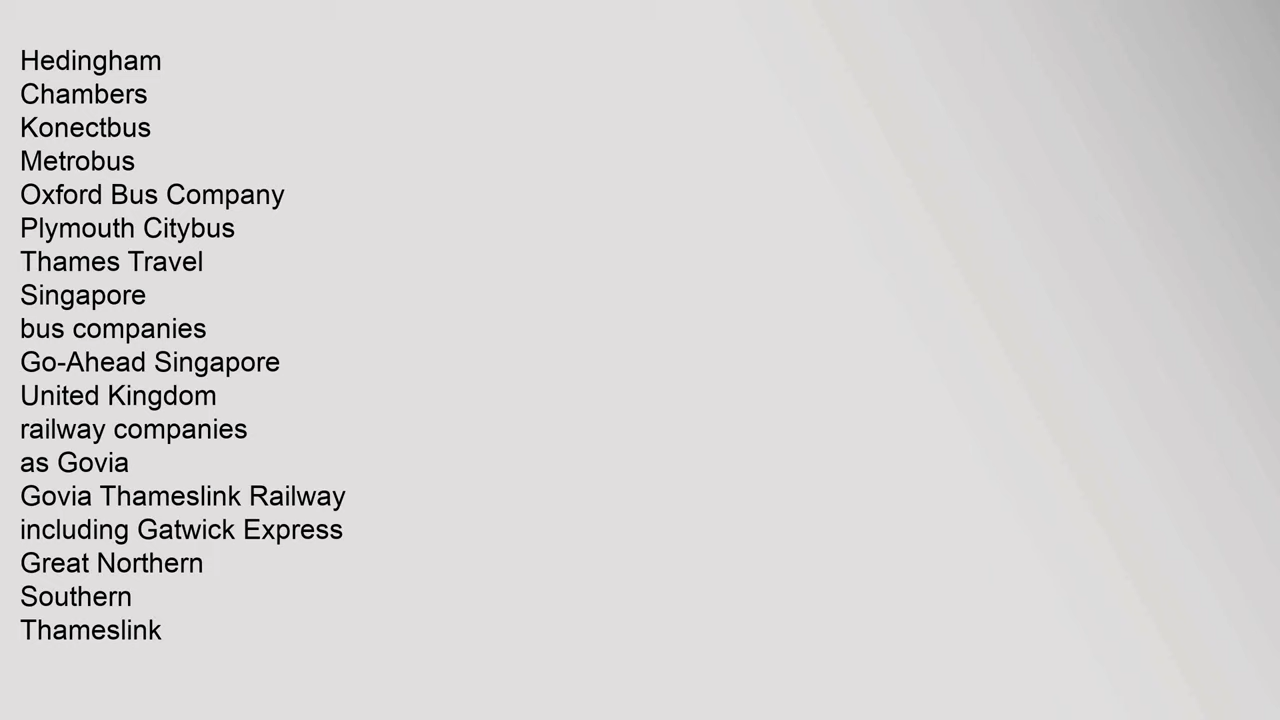 Hedingham
Chambers
Konectbus
Metrobus
Oxford Bus Company
Plymouth Citybus
Thames Travel
Singapore
bus companies
Go-Ahead Singapore
United Kingdom
railway companies
as Govia
Govia Thameslink Railway
including Gatwick Express
Great Northern
Southern
Thameslink